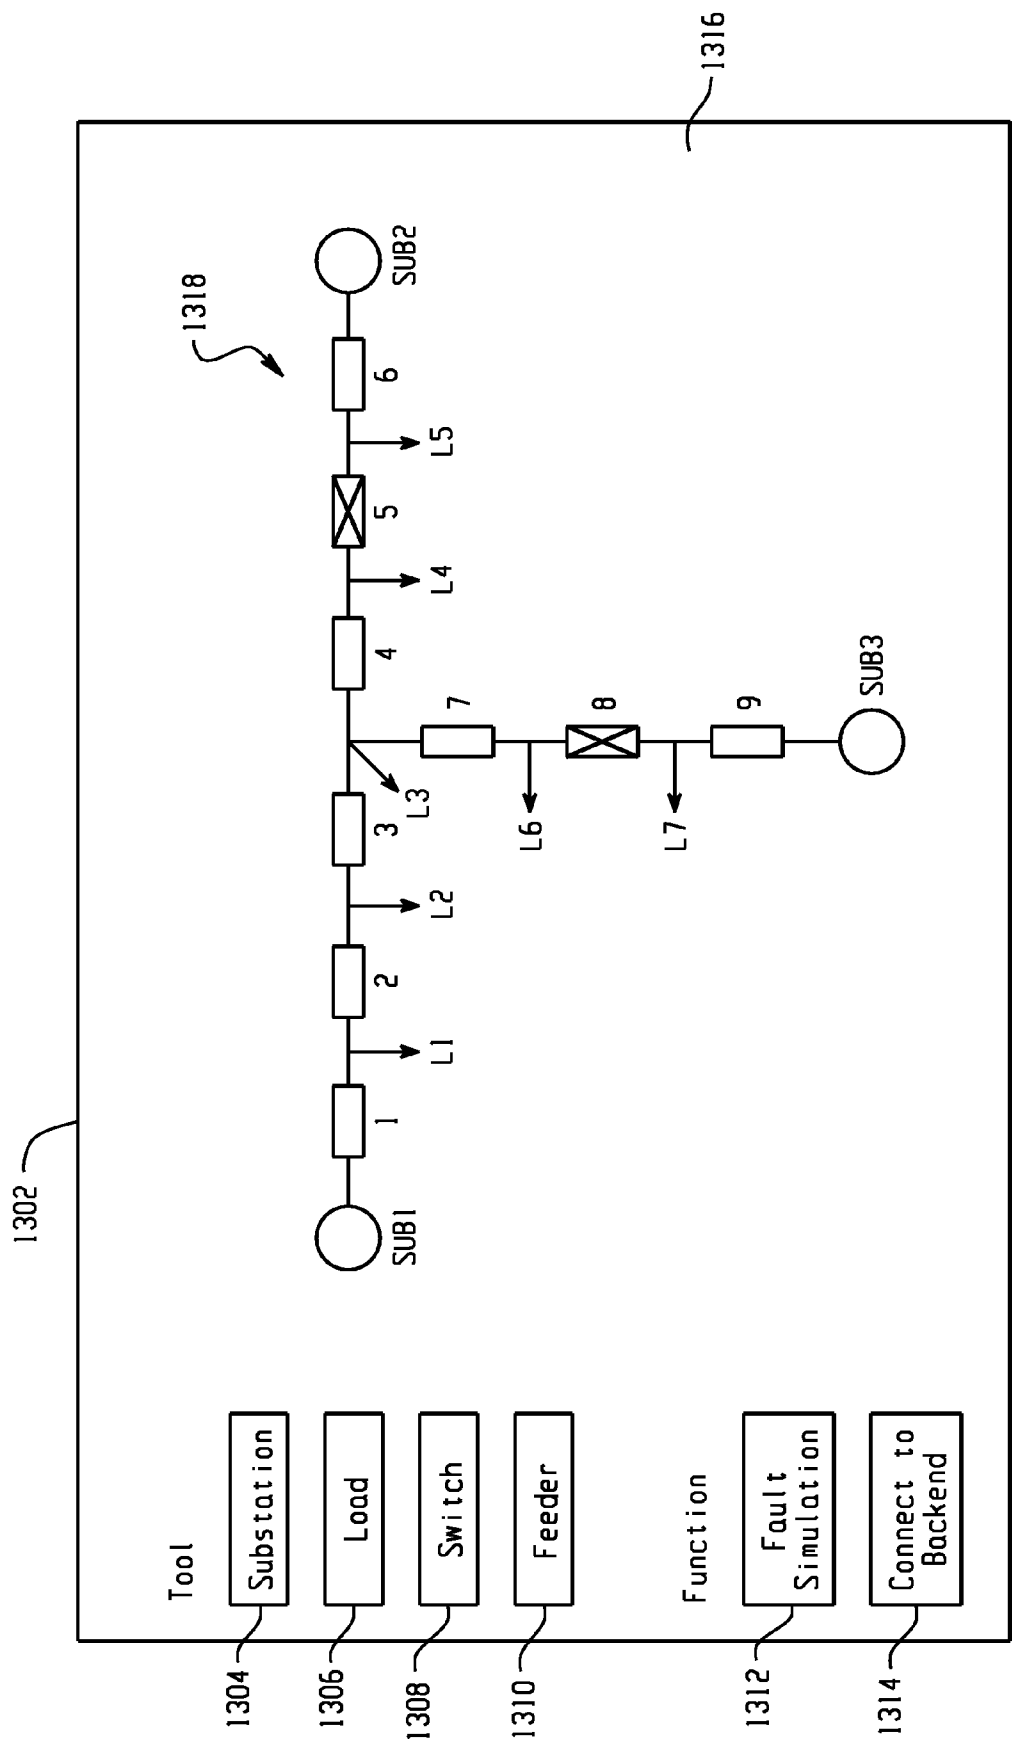 1302
Tool
1304
Substation
1306
Load
1308
Switch
1310
Feeder
Function
1312
Fault
Simulation
1314
Connect to
Backend
1318
SUB1
1
L1
2
L2
3
L3
4
L4
5
L5
6
SUB2
7
L6
8
L7
9
SUB3
1316